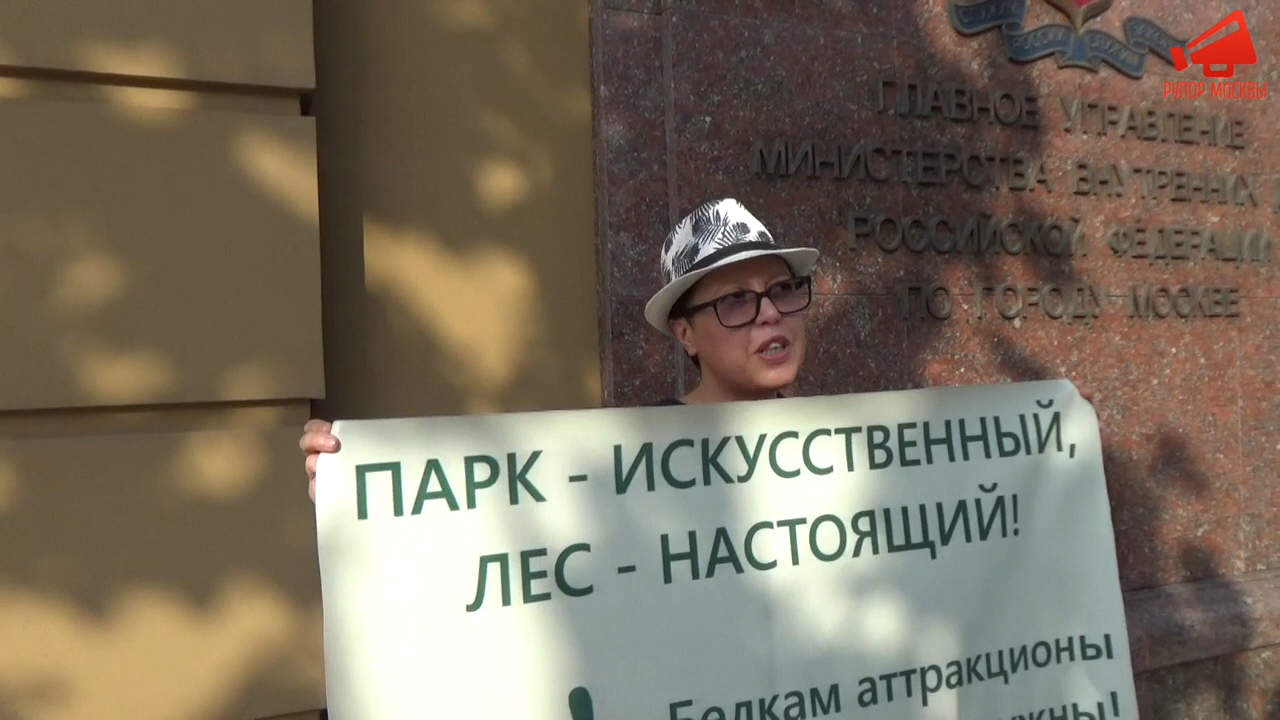 РУПОР МОСКВЫ
ГЛАВНОЕ УПРАВЛЕНИЕ
МИНИСТЕРСТВА ВНУТРЕННИХ
РОССИЙСКОЙ ФЕДЕРАЦИИ
ПО ГОРОДУ МОСКВЕ
ПАРК - ИСКУССТВЕННЫЙ,
ЛЕС - НАСТОЯЩИЙ!
Белкам аттракционы